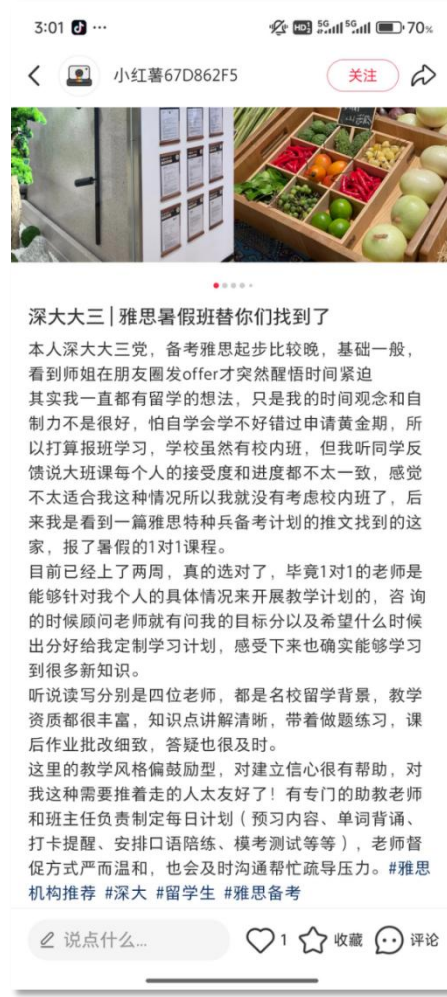 3:01
HD 5G 5G 70%
小红薯67D862F5
关注
深大大三|雅思暑假班替你们找到了
本人深大大三党，备考雅思起步比较晚，基础一般，
看到师姐在朋友圈发offer才突然醒悟时间紧迫
其实我一直都有留学的想法，只是我的时间观念和自
制力不是很好，怕自学会学不好错过申请黄金期，所
以打算报班学习，学校虽然有校内班，但我听同学反
馈说大班课每个人的接受度和进度都不太一致，感觉
不太适合我这种情况所以我就没有考虑校内班了，后
来我是看到一篇雅思特种兵备考计划的推文找到的这
家，报了暑假的1对1课程。
目前已经上了两周，真的选对了，毕竟1对1的老师是
能够针对我个人的具体情况来开展教学计划的，咨 询
的时候顾问老师就有问我的目标分以及希望什么时候
出分好给我定制学习计划，感受下来也确实能够学习
到很多新知识。
听说读写分别是四位老师，都是名校留学背景，教学
资质都很丰富，知识点讲解清晰，带着做题练习，课
后作业批改细致，答疑也很及时。
这里的教学风格偏鼓励型，对建立信心很有帮助，对
我这种需要推着走的人太友好了！有专门的助教老师
和班主任负责制定每日计划（预习内容、单词背诵、
打卡提醒、安排口语陪练、模考测试等等），老师督
促方式严而温和，也会及时沟通帮忙疏导压力。#雅思
机构推荐 #深大 #留学生 #雅思备考
说点什么...
1
收藏
评论